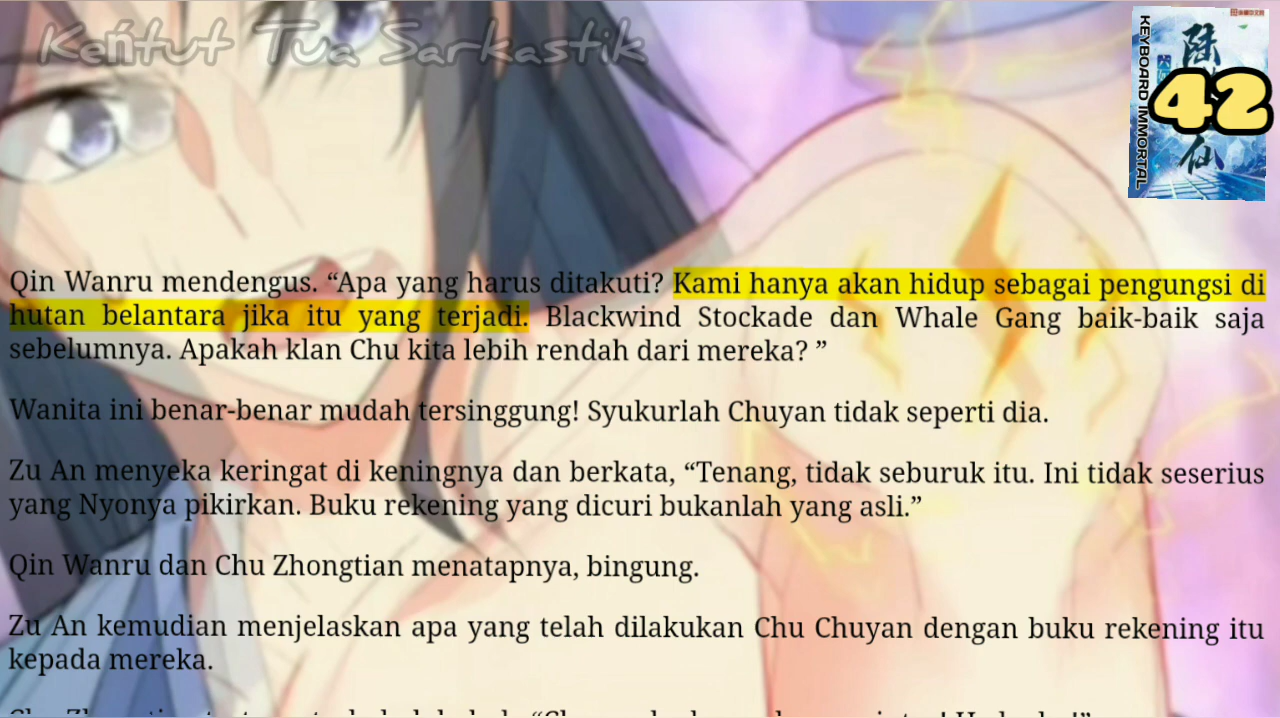 Kentut Tua Sarkastik
KEYBOARD IMMORTAL
42
仙
Qin Wanru mendengus. “Apa yang harus ditakuti? Kami hanya akan hidup sebagai pengungsi di
hutan belantara jika itu yang terjadi. Blackwind Stockade dan Whale Gang baik-baik saja
sebelumnya. Apakah klan Chu kita lebih rendah dari mereka? ”
Wanita ini benar-benar mudah tersinggung! Syukurlah Chuyan tidak seperti dia.
Zu An menyeka keringat di keningnya dan berkata, “Tenang, tidak seburuk itu. Ini tidak seserius
yang Nyonya pikirkan. Buku rekening yang dicuri bukanlah yang asli.”
Qin Wanru dan Chu Zhongtian menatapnya, bingung.
Zu An kemudian menjelaskan apa yang telah dilakukan Chu Chuyan dengan buku rekening itu
kepada mereka.